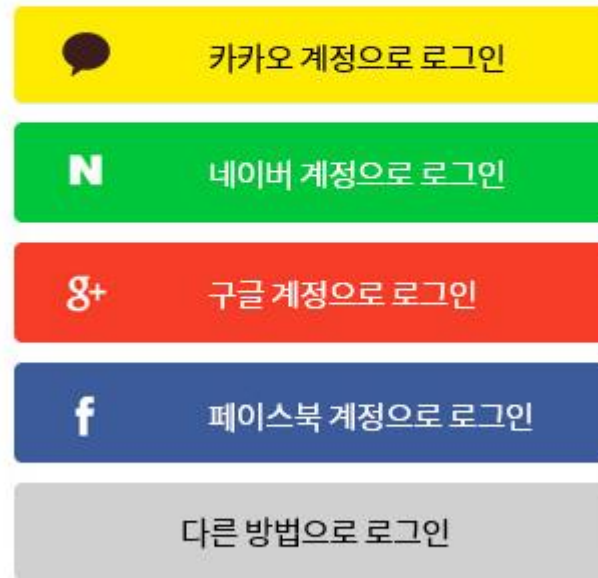 카카오 계정으로 로그인
N 네이버 계정으로 로그인
g+ 구글 계정으로 로그인
f 페이스북 계정으로 로그인
다른 방법으로 로그인